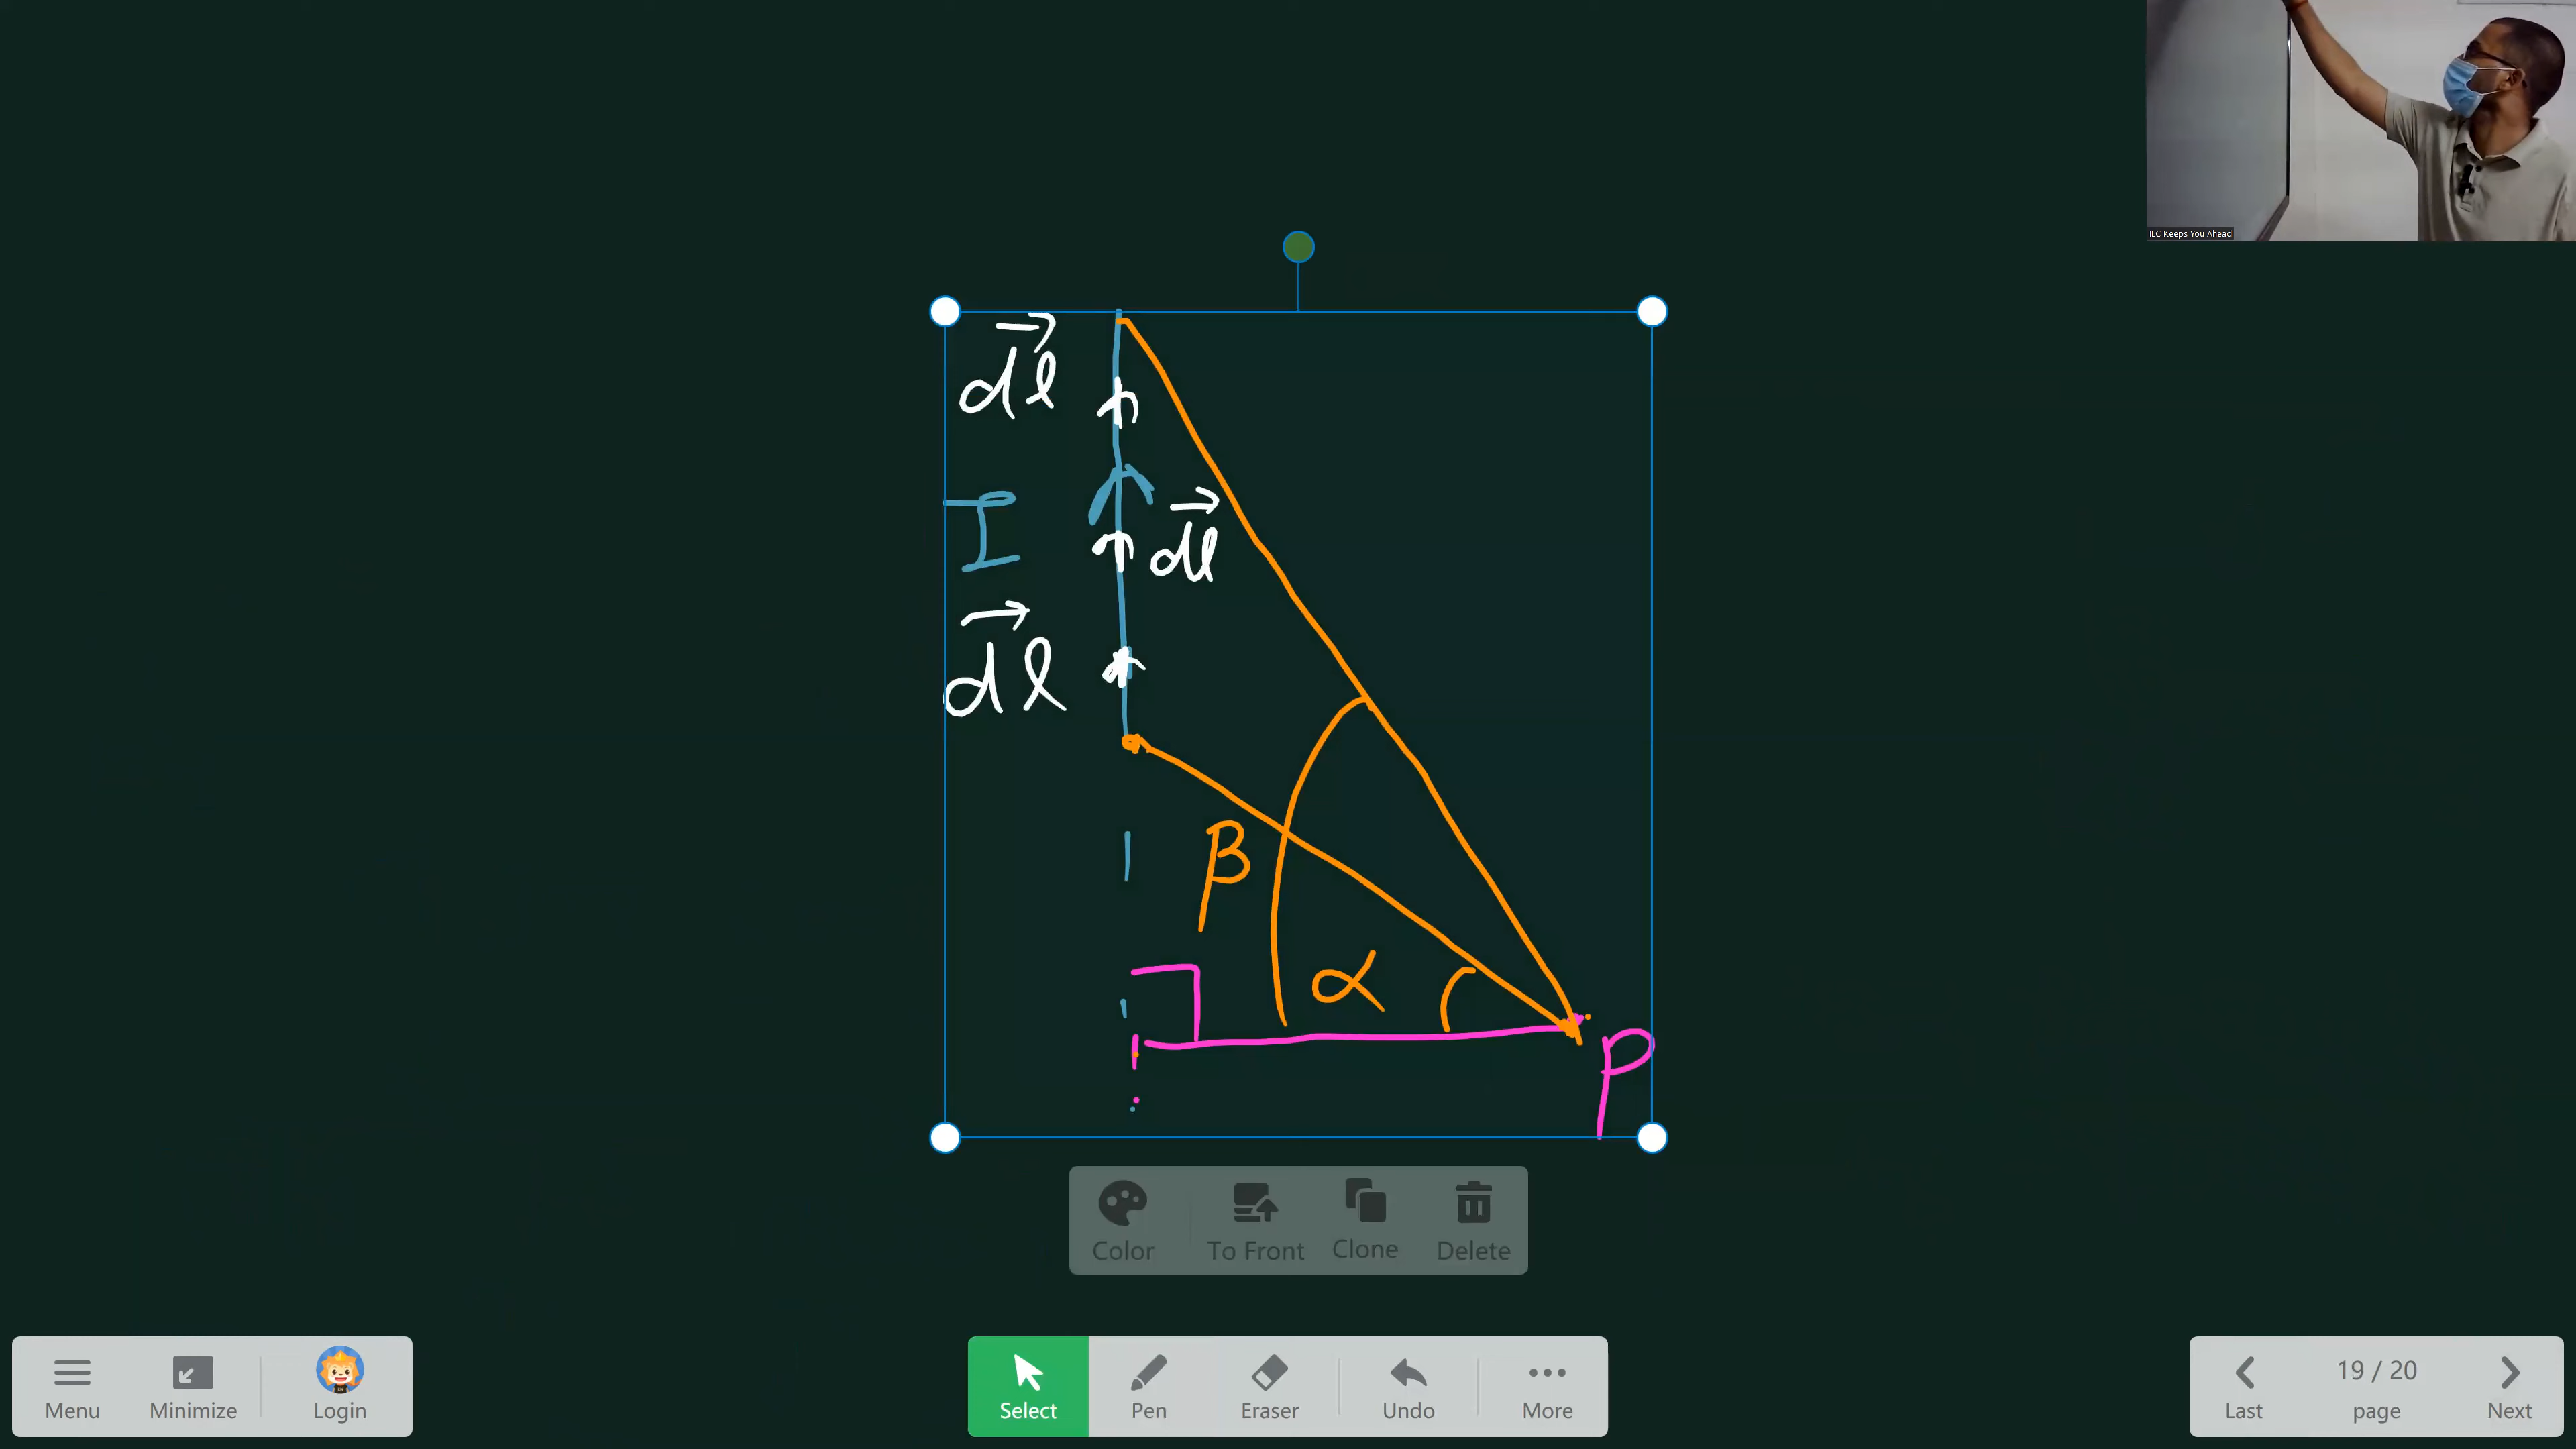 ILC Keeps You Ahead
dl
I
dl
dl
β
α
P
Color To Front Clone Delete
Menu Minimize Login Select Pen Eraser Undo More Last 19 / 20 page Next